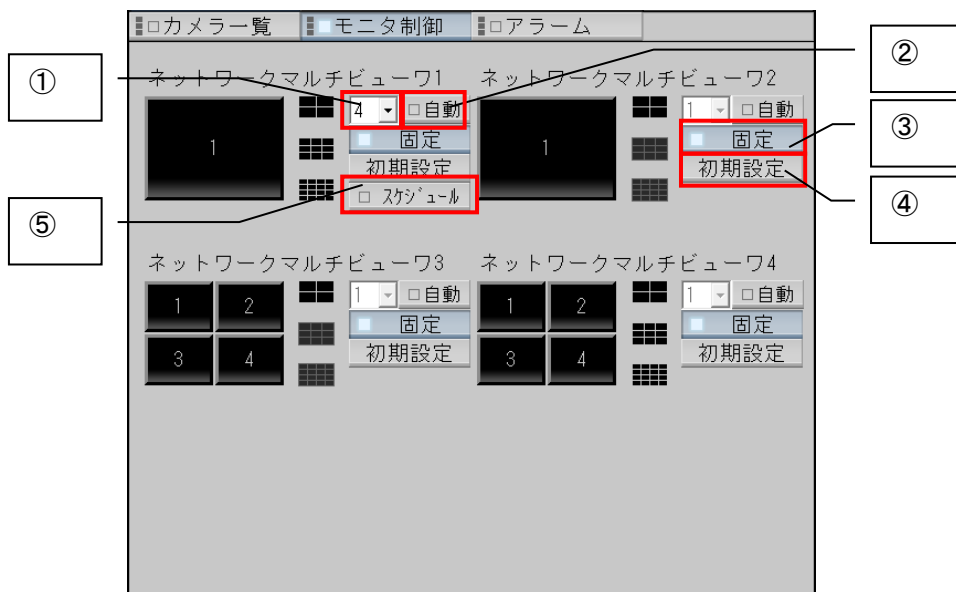 □カメラ一覧 ■モニタ制御 □アラーム
①
②
③
④
⑤
ネットワークマルチビューワ1
1
4 □自動
固定
初期設定
□ スケジュール
ネットワークマルチビューワ2
1
1 □自動
固定
初期設定
ネットワークマルチビューワ3
1 2
3 4
1 □自動
固定
初期設定
ネットワークマルチビューワ4
1 2
3 4
1 □自動
固定
初期設定